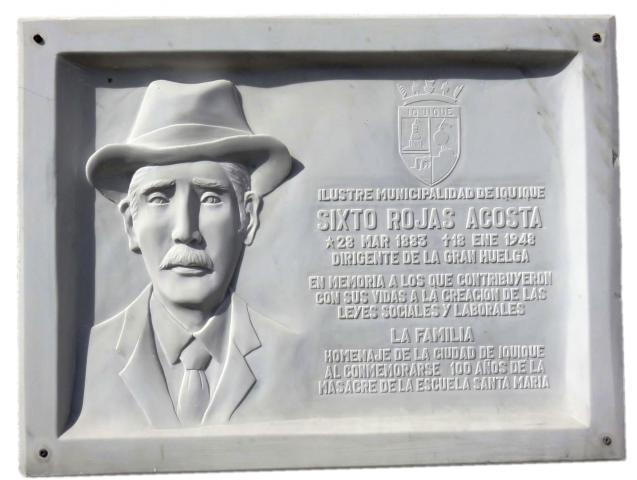 IQUIQUE
ILUSTRE MUNICIPALIDAD DE IQUIQUE
SIXTO ROJAS ACOSTA
★28 MAR 1883 ✝18 ENE 1948
DIRIGENTE DE LA GRAN HUELGA
EN MEMORIA A LOS QUE CONTRIBUYERON
CON SUS VIDAS A LA CREACION DE LAS
LEYES SOCIALES Y LABORALES
LA FAMILIA
HOMENAJE DE LA CIUDAD DE IQUIQUE
AL CONMEMORARSE 100 AÑOS DE LA
MASACRE DE LA ESCUELA SANTA MARIA